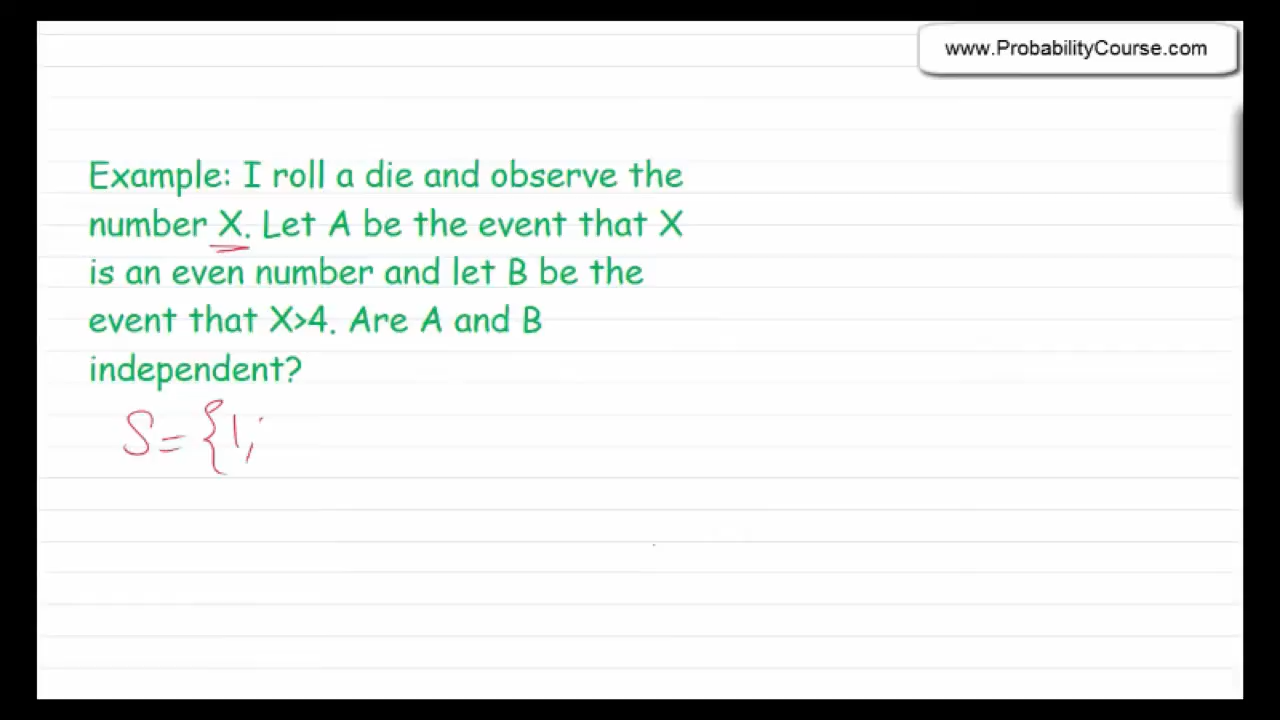 www.ProbabilityCourse.com
Example: I roll a die and observe the
number X. Let A be the event that X
is an even number and let B be the
event that X>4. Are A and B
independent?
S = {1,